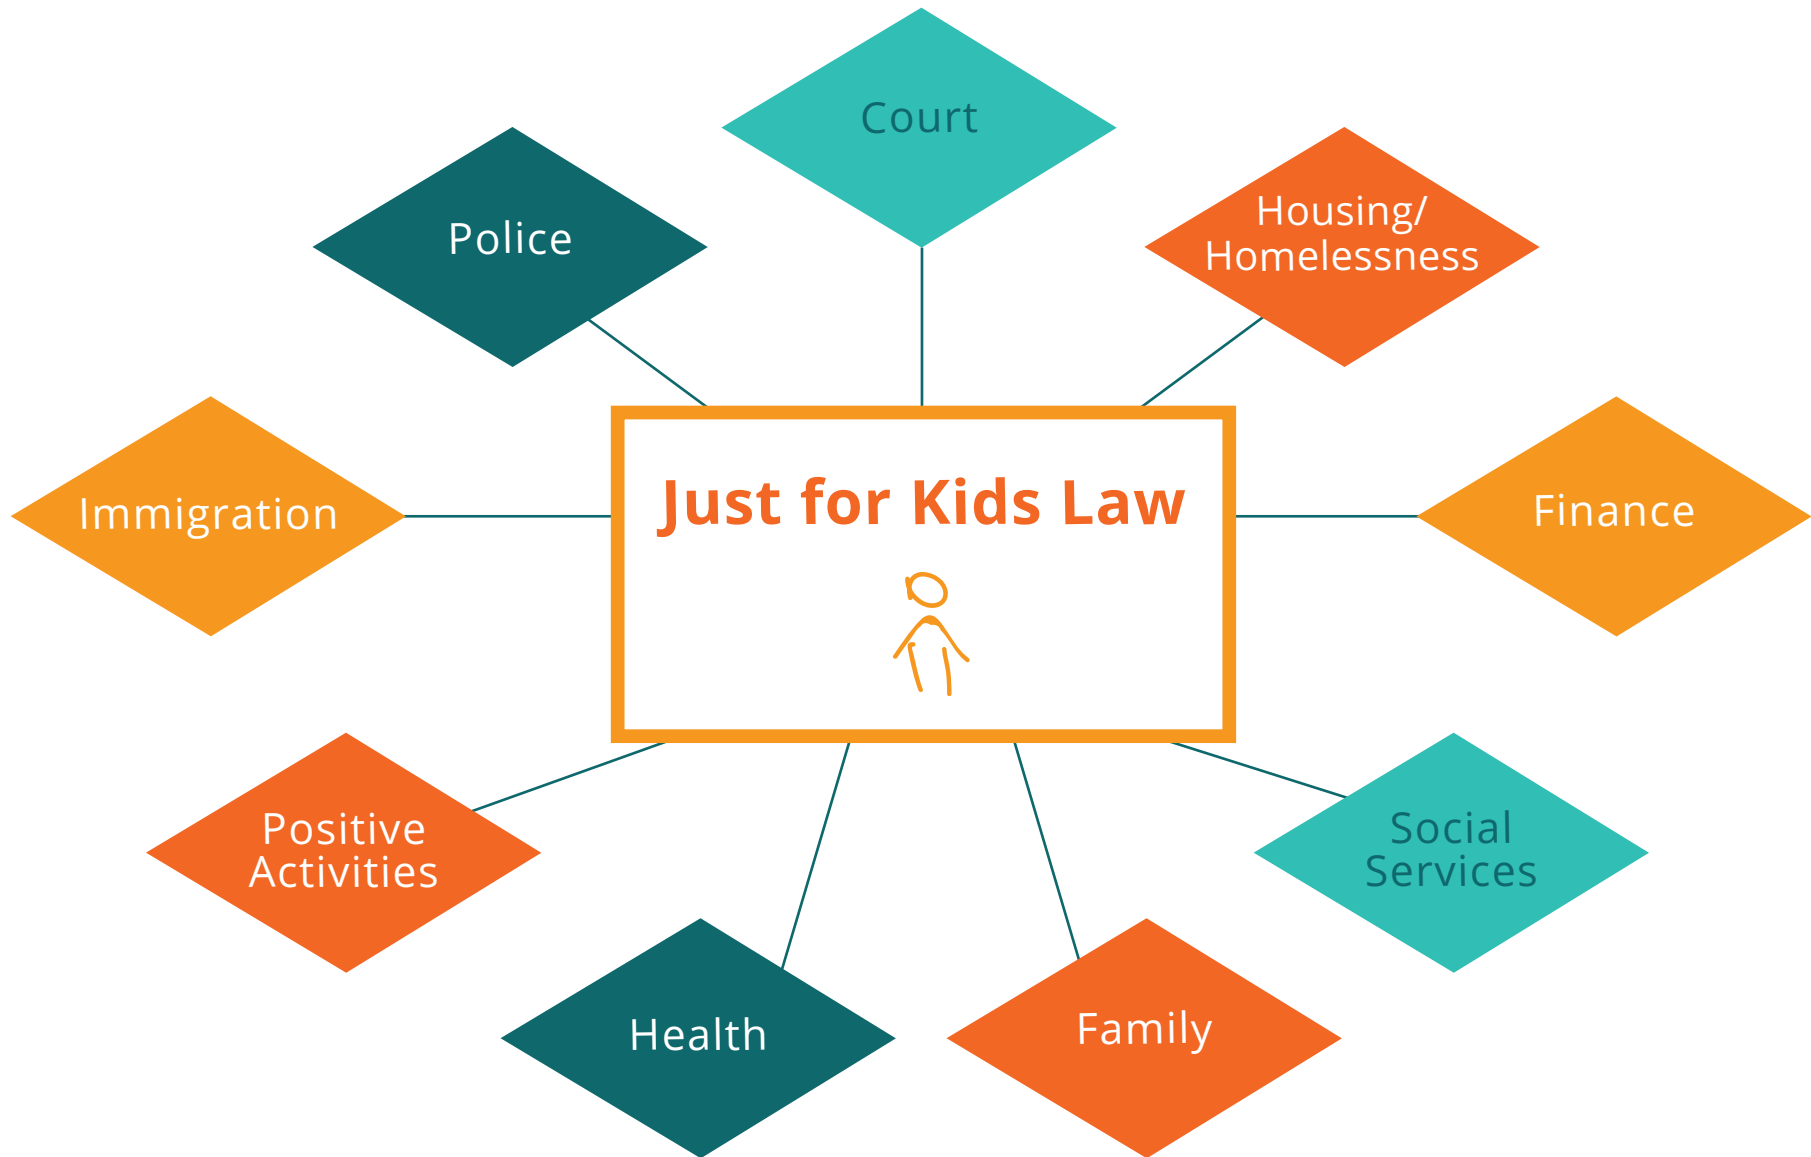 Court
Police
Housing/
Homelessness
Immigration
Just for Kids Law
Finance
Positive
Activities
Social
Services
Health
Family